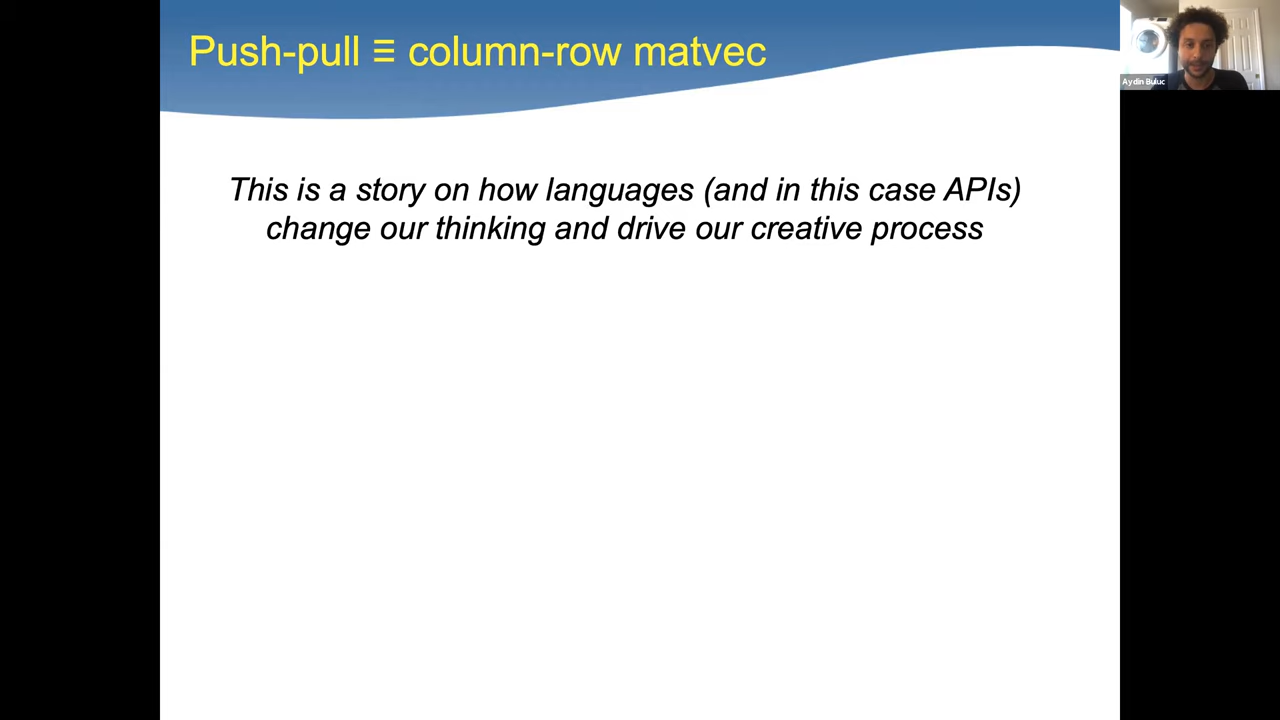 Push-pull ≡ column-row matvec
Aydin Buluc
This is a story on how languages (and in this case APIs)
change our thinking and drive our creative process